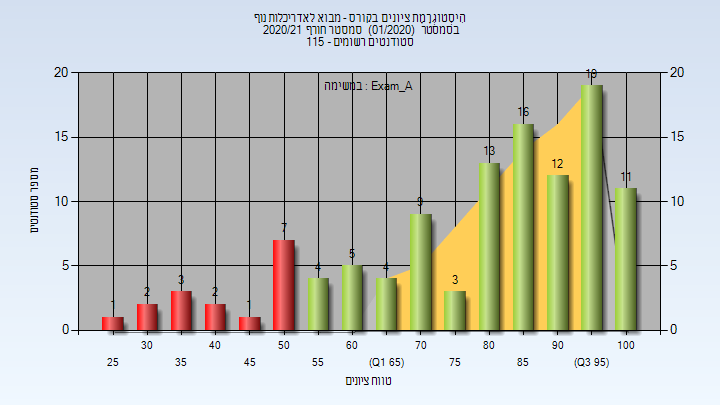 הִיסְטוֹגְרָמַת ציונים בקורס - מבוא לאדריכלות נוף
בסמסטר (01/2020) סמסטר חורף 2020/21
סטודנטים רשומים - 115
במשימה : Exam_A
מספר סטודנטים
20 20
15 15
10 10
5 5
0 0
1 2 3 2 1 7 4 5 4 9 3 13 16 12 19 11
30 40 50 60 70 80 90 100
25 35 45 55 (Q1 65) 75 85 (Q3 95)
טווח ציונים